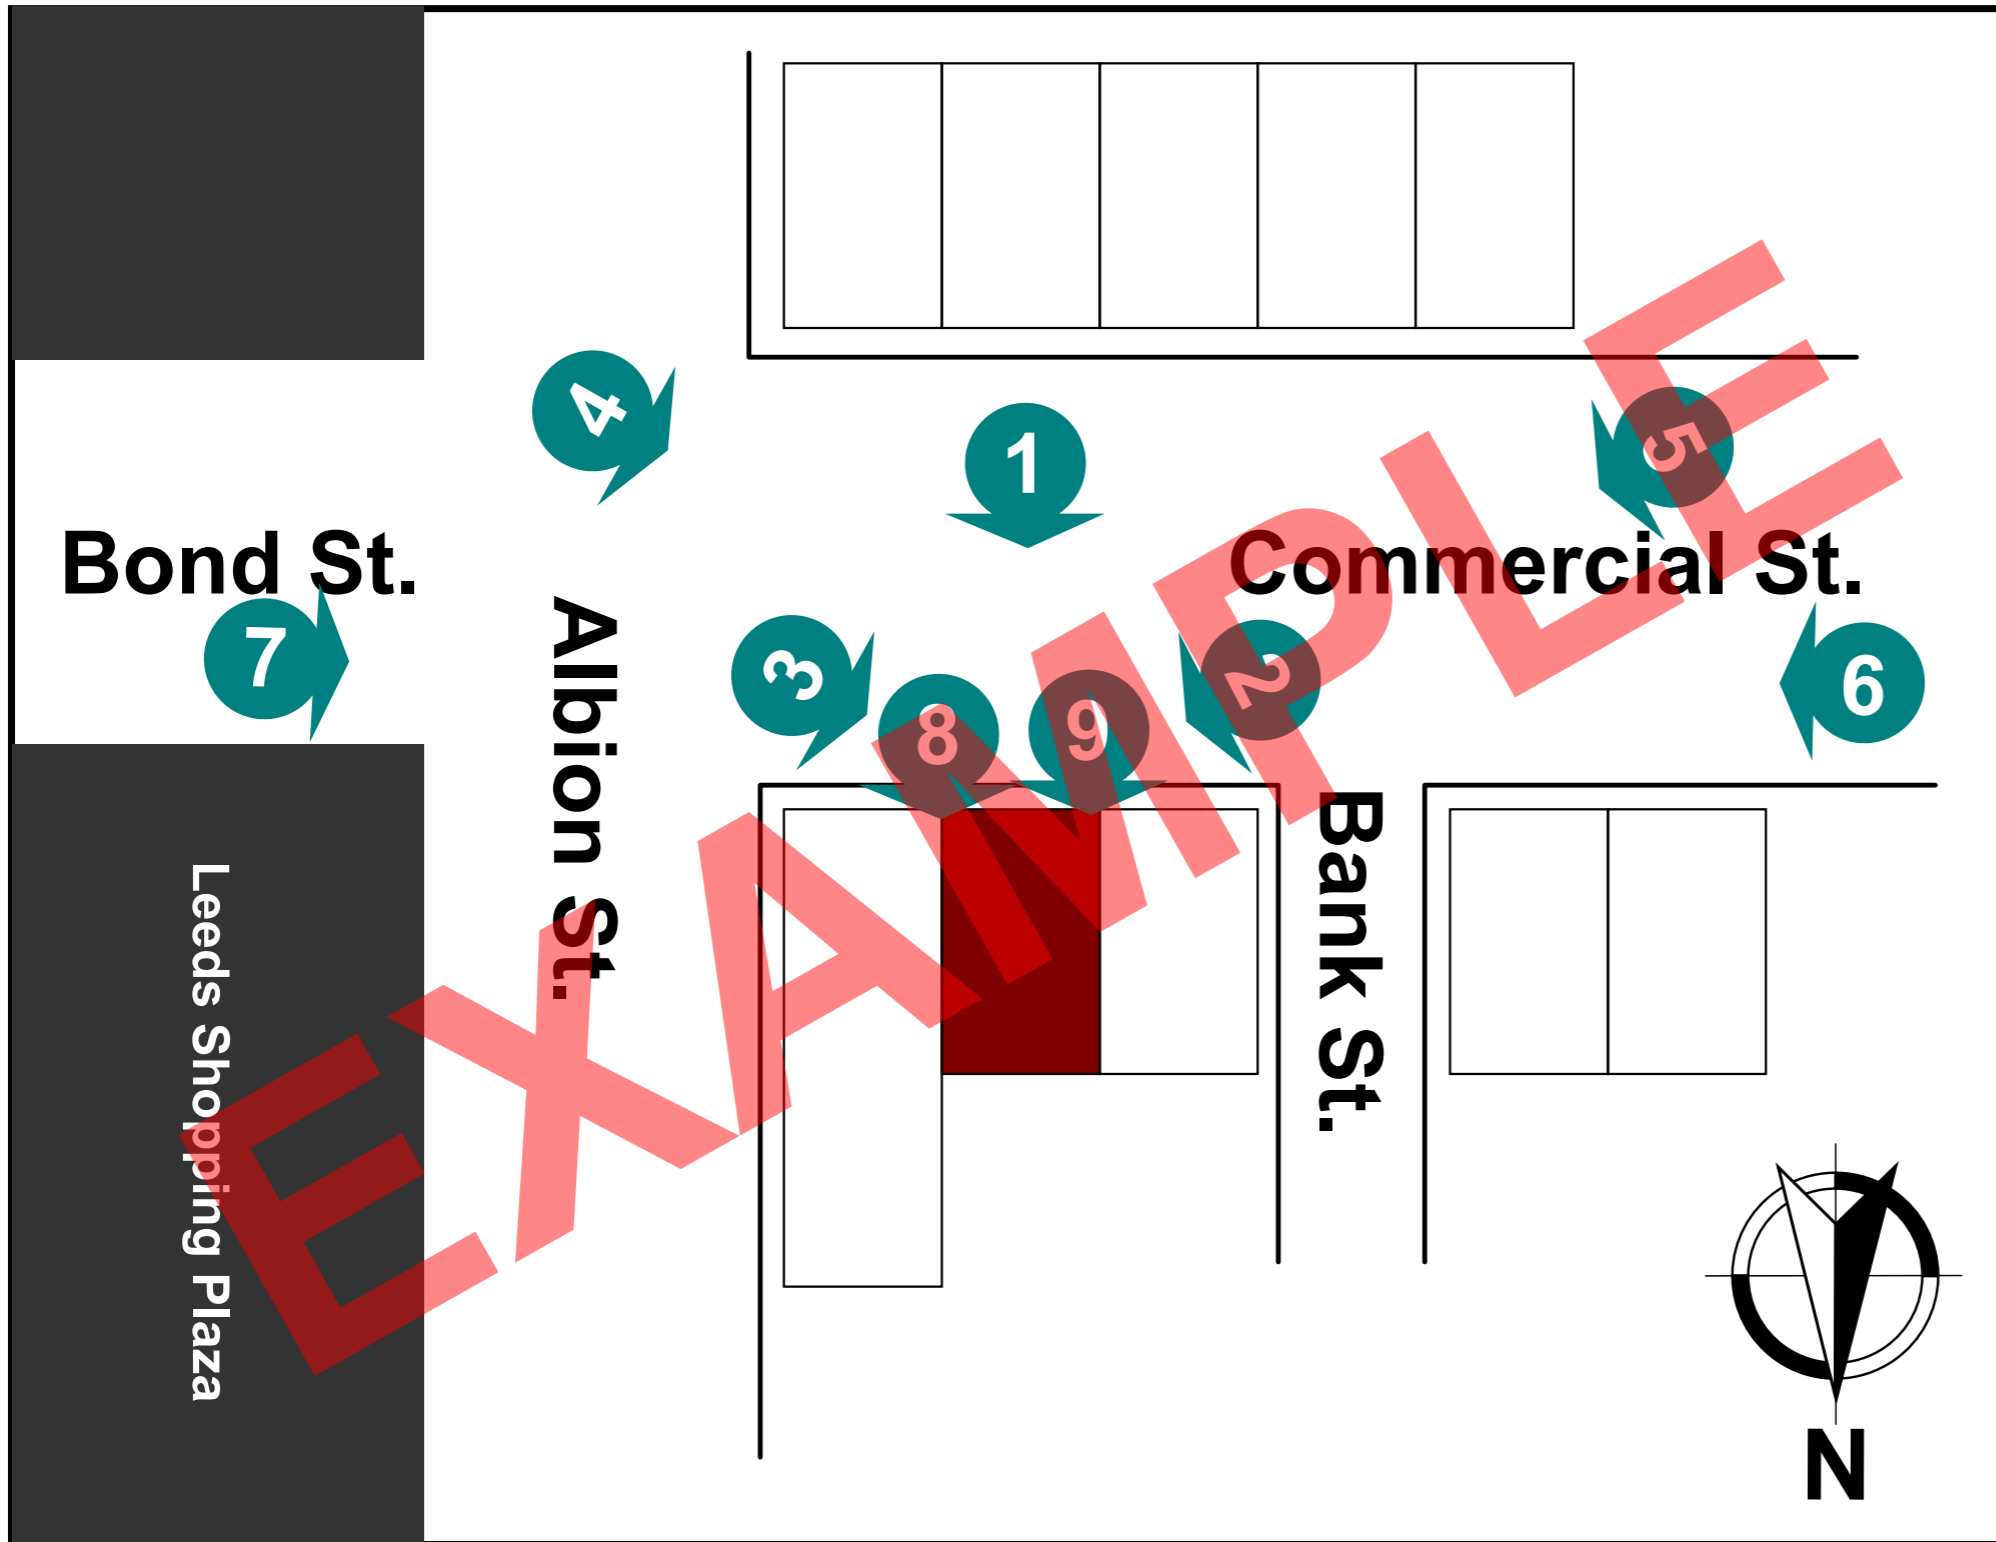 4
1
5
Bond St.
Commercial St.
7
Albion St.
3
8
9
2
6
Bank St.
Leeds Shopping Plaza
EXAMPLE
N